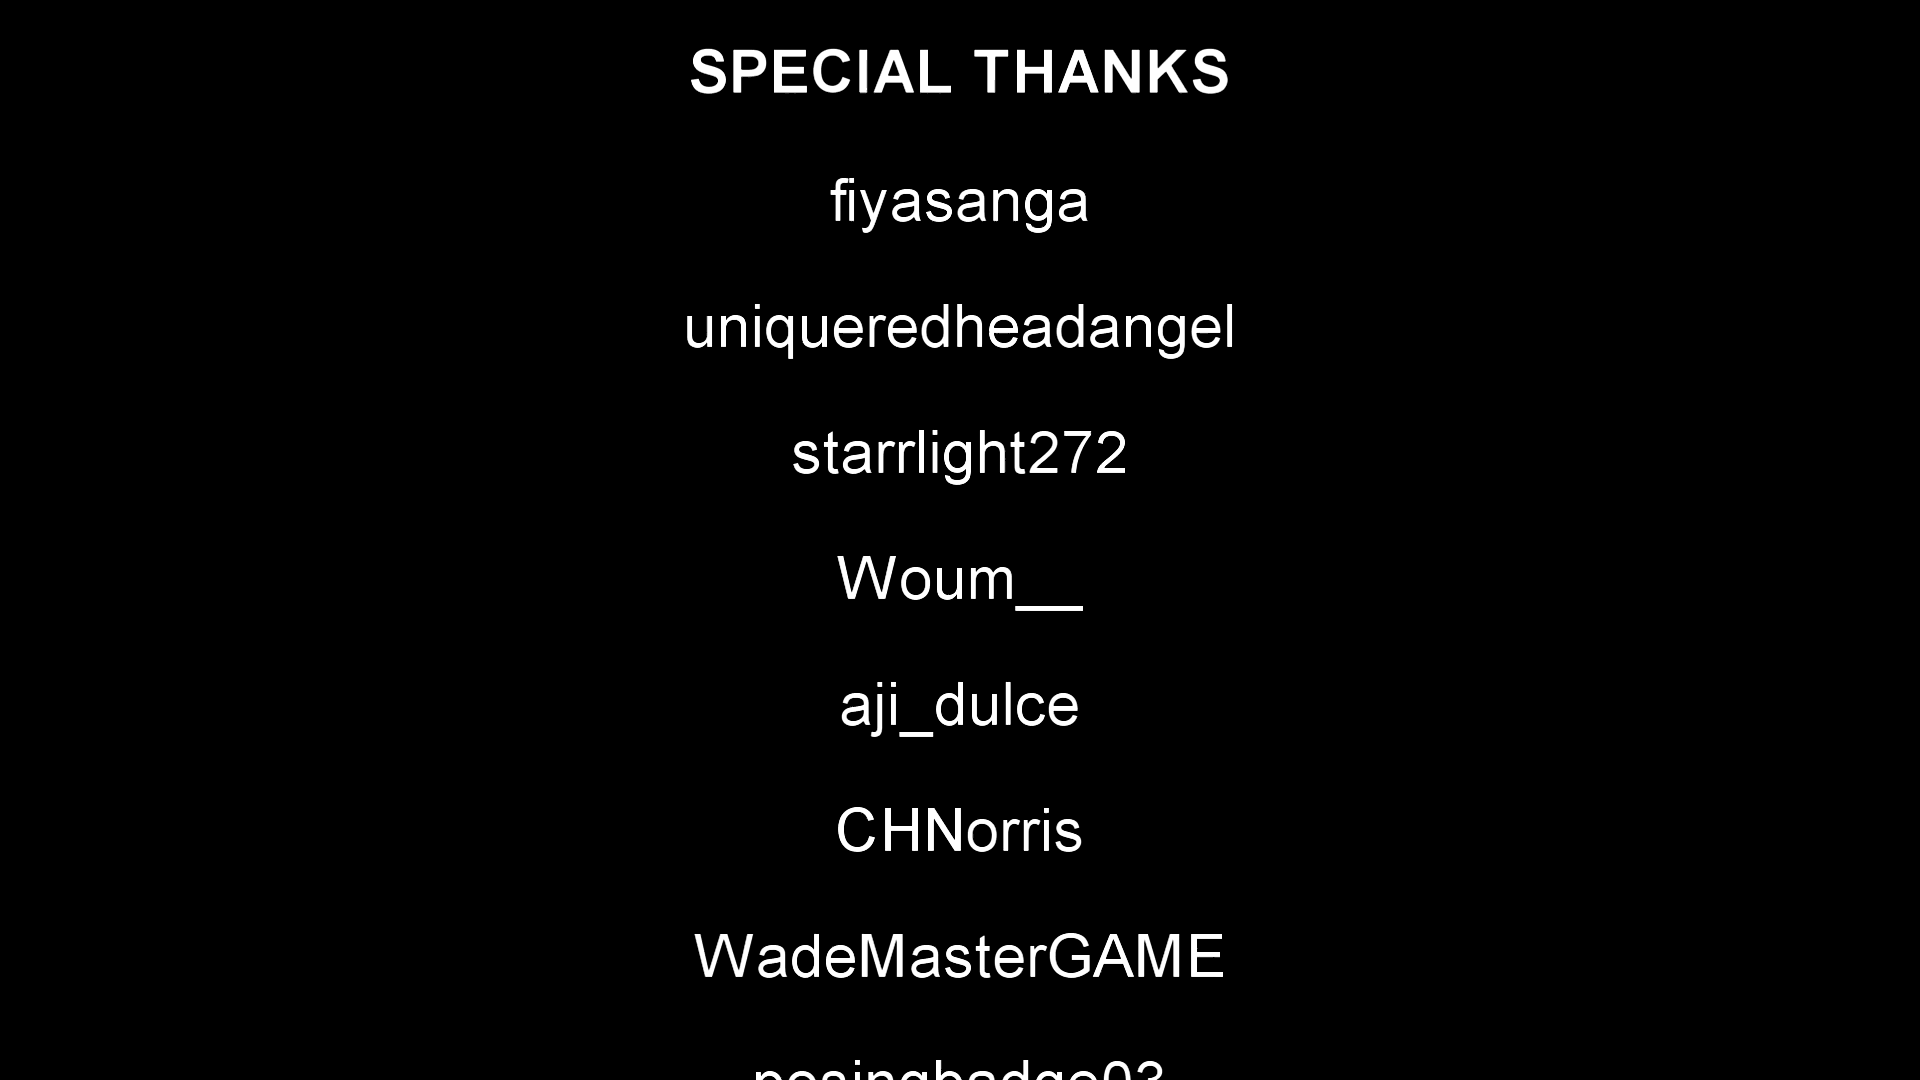 SPECIAL THANKS
fiyasanga
uniqueredheadangel
starrlight272
Woum__
aji_dulce
CHNorris
WadeMasterGAME